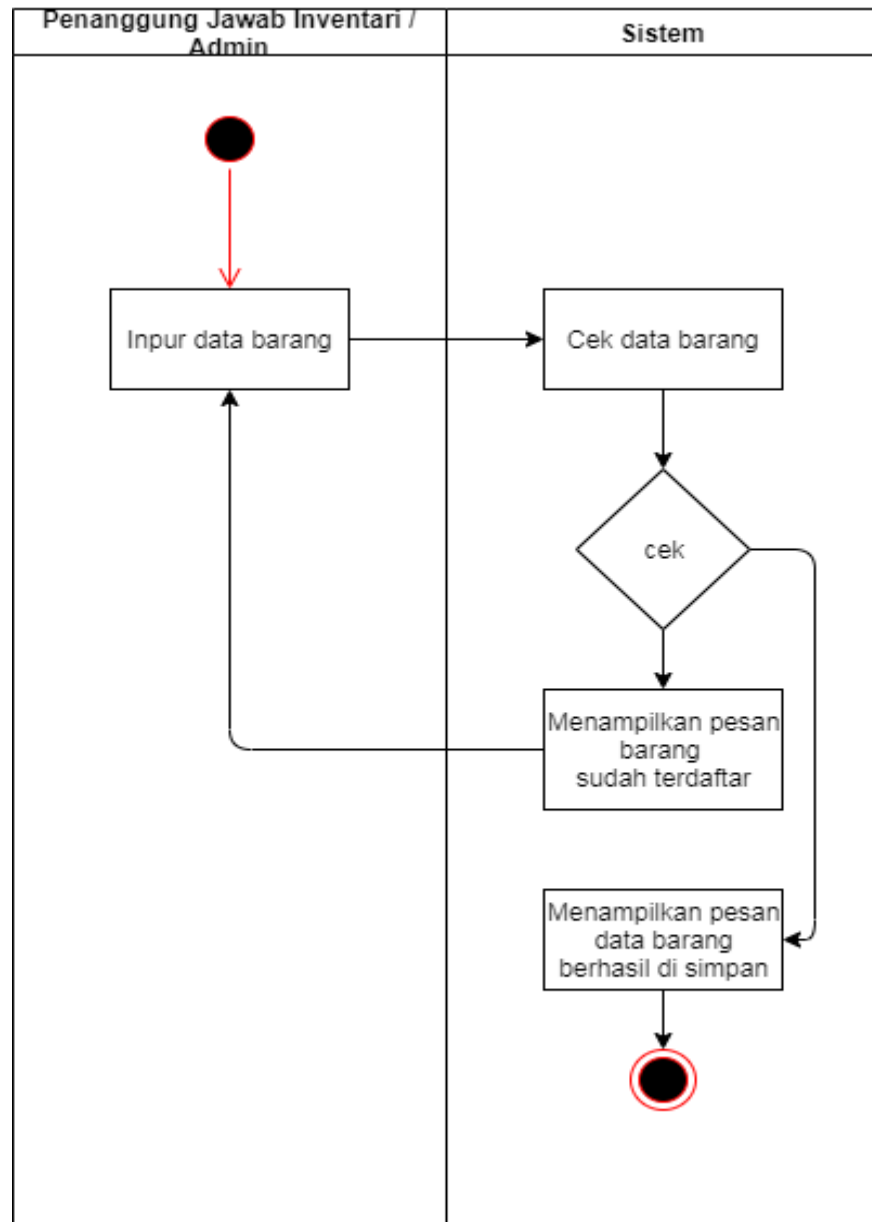 Penanggung Jawab Inventari /
Admin
Sistem
Inpur data barang
Cek data barang
cek
Menampilkan pesan
barang
sudah terdaftar
Menampilkan pesan
data barang
berhasil di simpan